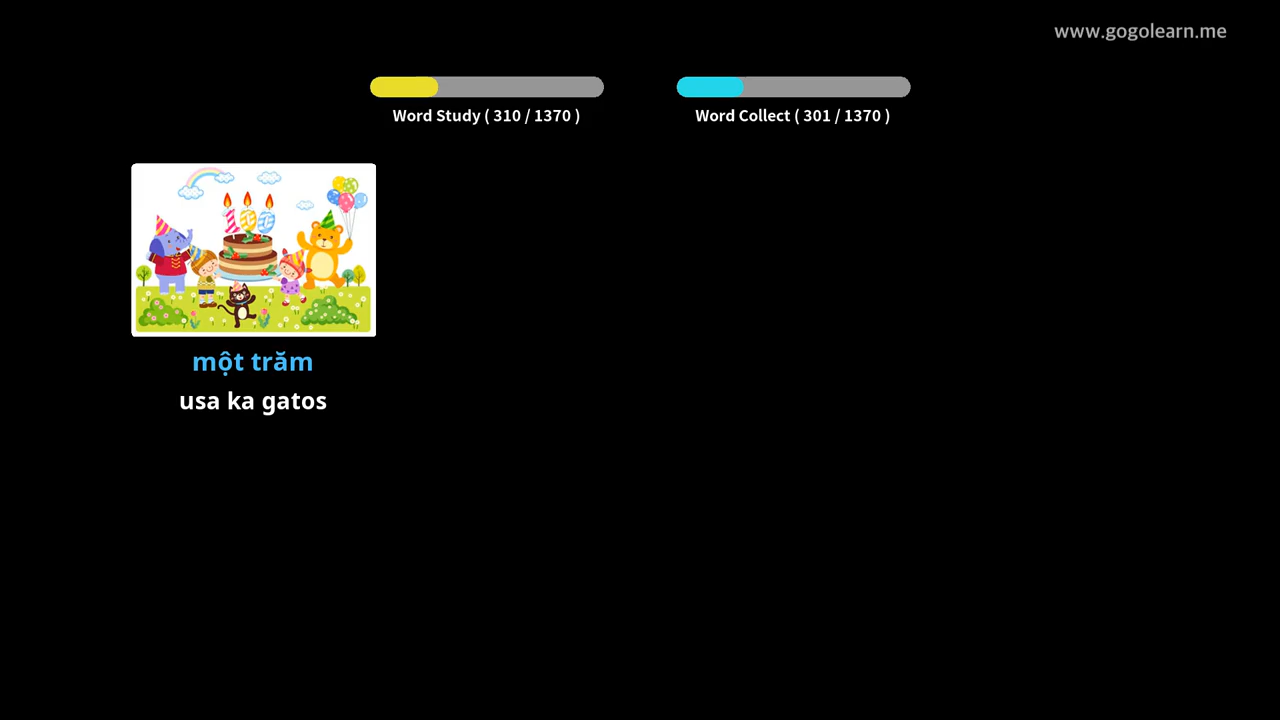 www.gogolearn.me
Word Study ( 310 / 1370 )
Word Collect ( 301 / 1370 )
100
một trăm
usa ka gatos